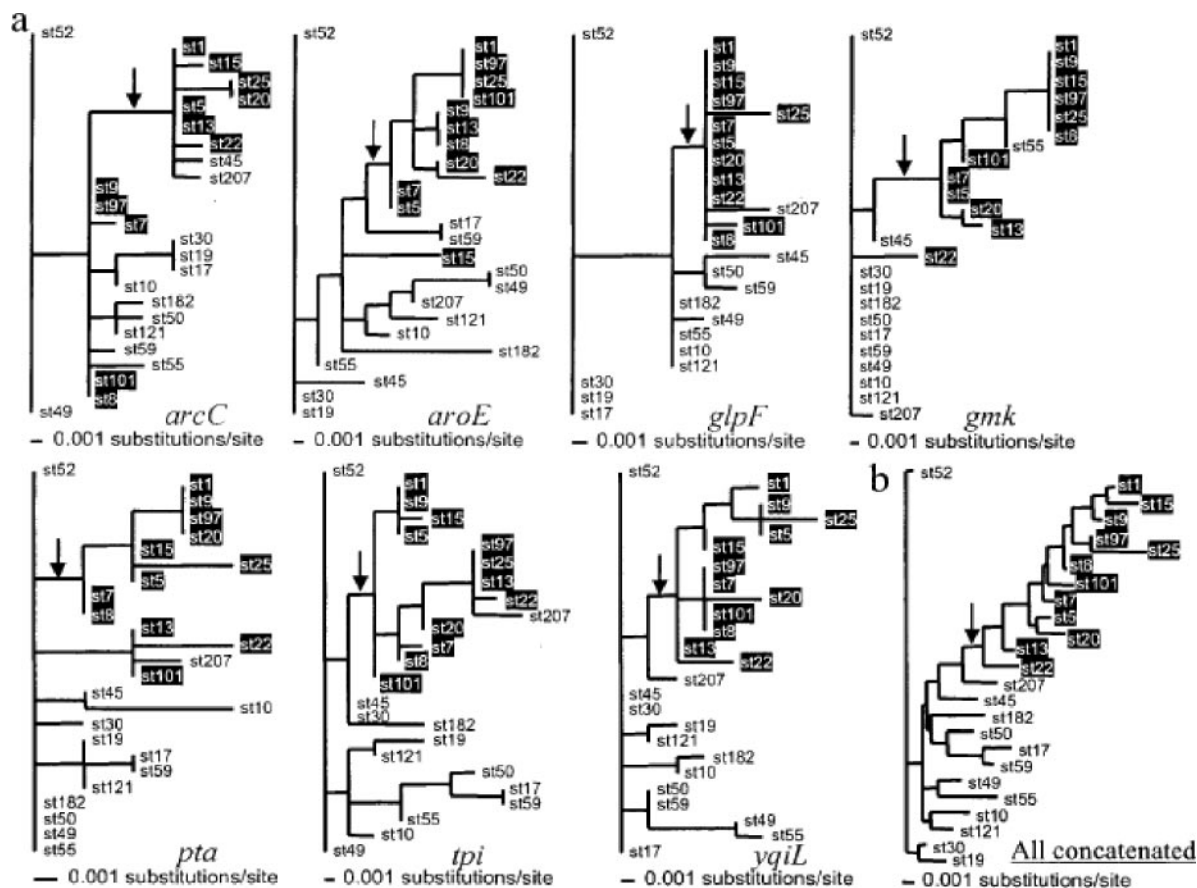 a
st52
st1
st15
st25
st20
st5
st13
st22
st45
st207
st9
st97
st7
st30
st19
st17
st10
st182
st50
st121
st59
st55
st101
st8
st49
arcC
0.001 substitutions/site
st52
st1
st97
st25
st101
st9
st13
st8
st20
st22
st7
st5
st17
st59
st15
st50
st49
st207
st121
st10
st182
st55
st45
st30
st19
aroE
0.001 substitutions/site
st52
st1
st9
st15
st97
st25
st7
st5
st20
st13
st22
st207
st101
st8
st45
st50
st59
st182
st49
st55
st10
st121
st30
st19
st17
glpF
0.001 substitutions/site
st52
st1
st9
st15
st97
st25
st8
st55
st101
st7
st5
st20
st13
st45
st22
st30
st19
st182
st50
st17
st59
st49
st10
st121
st207
gmk
0.001 substitutions/site
st52
st1
st9
st97
st20
st15
st25
st5
st7
st8
st13
st22
st207
st101
st45
st10
st30
st19
st17
st59
st121
st182
st50
st49
st55
pta
0.001 substitutions/site
st52
st1
st9
st15
st5
st97
st25
st13
st22
st207
st20
st7
st8
st101
st45
st30
st182
st19
st121
st50
st17
st59
st55
st10
st49
tpi
0.001 substitutions/site
st52
st1
st9
st25
st5
st15
st97
st7
st20
st101
st8
st13
st22
st207
st45
st30
st19
st121
st182
st10
st50
st59
st49
st55
st17
yqiL
0.001 substitutions/site
b
st52
st1
st15
st9
st97
st25
st8
st101
st7
st5
st20
st13
st22
st207
st45
st182
st50
st17
st59
st49
st55
st10
st121
st30
st19
All concatenated
0.001 substitutions/site